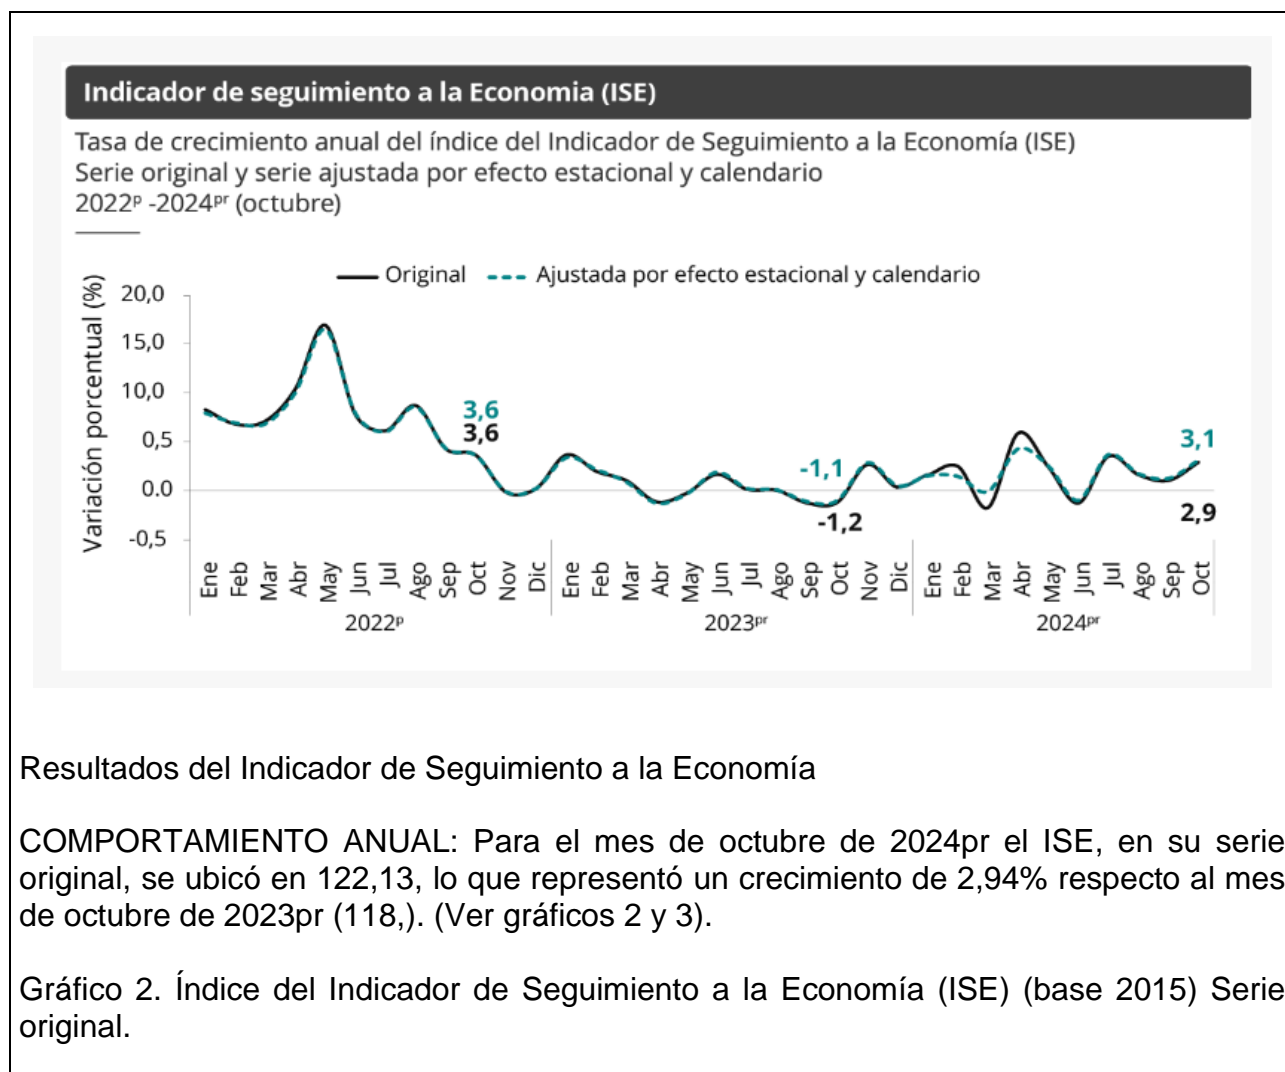 Indicador de seguimiento a la Economia (ISE)
Tasa de crecimiento anual del índice del Indicador de Seguimiento a la Economía (ISE)
Serie original y serie ajustada por efecto estacional y calendario
2022ᵖ -2024ᵖʳ (octubre)
Original Ajustada por efecto estacional y calendario
Variación porcentual (%)
20,0
15,0
10,0
0,5
0.0
-0,5
3,6
3,6
-1,1
-1,2
3,1
2,9
Ene Feb Mar Abr May Jun Jul Ago Sep Oct Nov Dic Ene Feb Mar Abr May Jun Jul Ago Sep Oct Nov Dic Ene Feb Mar Abr May Jun Jul Ago Sep Oct
2022ᵖ 2023ᵖʳ 2024ᵖʳ
Resultados del Indicador de Seguimiento a la Economía
COMPORTAMIENTO ANUAL: Para el mes de octubre de 2024pr el ISE, en su serie
original, se ubicó en 122,13, lo que representó un crecimiento de 2,94% respecto al mes
de octubre de 2023pr (118,). (Ver gráficos 2 y 3).
Gráfico 2. Índice del Indicador de Seguimiento a la Economía (ISE) (base 2015) Serie
original.